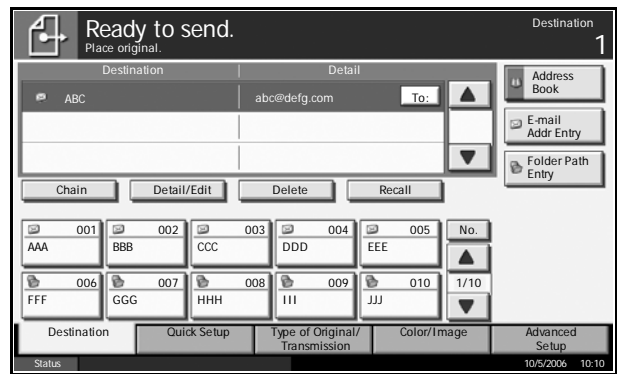 Ready to send.
Place original.
Destination
1
Destination Detail
ABC abc@defg.com To:
Address
Book
E-mail
Addr Entry
Folder Path
Entry
Chain Detail/Edit Delete Recall
001 002 003 004 005 No.
AAA BBB CCC DDD EEE
006 007 008 009 010 1/10
FFF GGG HHH III JJJ
Destination Quick Setup Type of Original/
Transmission Color/Image Advanced
Setup
Status 10/5/2006 10:10